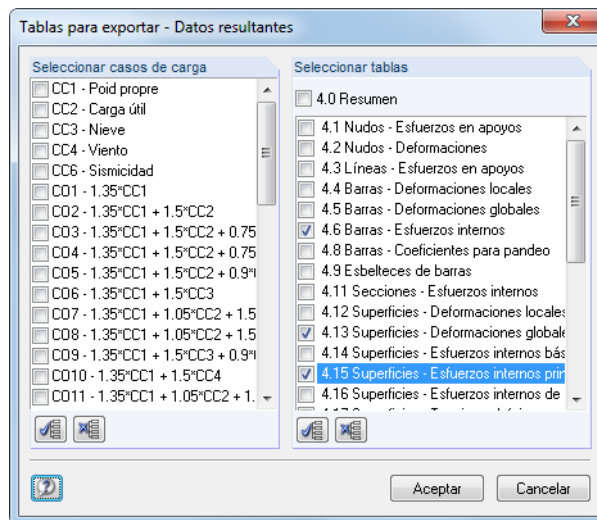 Tablas para exportar - Datos resultantes
Seleccionar casos de carga
CC1 - Poid propre
CC2 - Carga útil
CC3 - Nieve
CC4 - Viento
CC6 - Sismicidad
CO1 - 1.35*CC1
CO2 - 1.35*CC1 + 1.5*CC2
CO3 - 1.35*CC1 + 1.5*CC2 + 0.75
CO4 - 1.35*CC1 + 1.5*CC2 + 0.75
CO5 - 1.35*CC1 + 1.5*CC2 + 0.9*
CO6 - 1.35*CC1 + 1.5*CC3
CO7 - 1.35*CC1 + 1.05*CC2 + 1.5
CO8 - 1.35*CC1 + 1.05*CC2 + 1.5
CO9 - 1.35*CC1 + 1.5*CC3 + 0.9*
CO10 - 1.35*CC1 + 1.5*CC4
CO11 - 1.35*CC1 + 1.05*CC2 + 1.
Seleccionar tablas
4.0 Resumen
4.1 Nudos - Esfuerzos en apoyos
4.2 Nudos - Deformaciones
4.3 Líneas - Esfuerzos en apoyos
4.4 Barras - Deformaciones locales
4.5 Barras - Deformaciones globales
4.6 Barras - Esfuerzos internos
4.8 Barras - Coeficientes para pandeo
4.9 Esbelteces de barras
4.11 Secciones - Esfuerzos internos
4.12 Superficies - Deformaciones locales
4.13 Superficies - Deformaciones globale
4.14 Superficies - Esfuerzos internos bás
4.15 Superficies - Esfuerzos internos prin
4.16 Superficies - Esfuerzos internos de
Aceptar
Cancelar